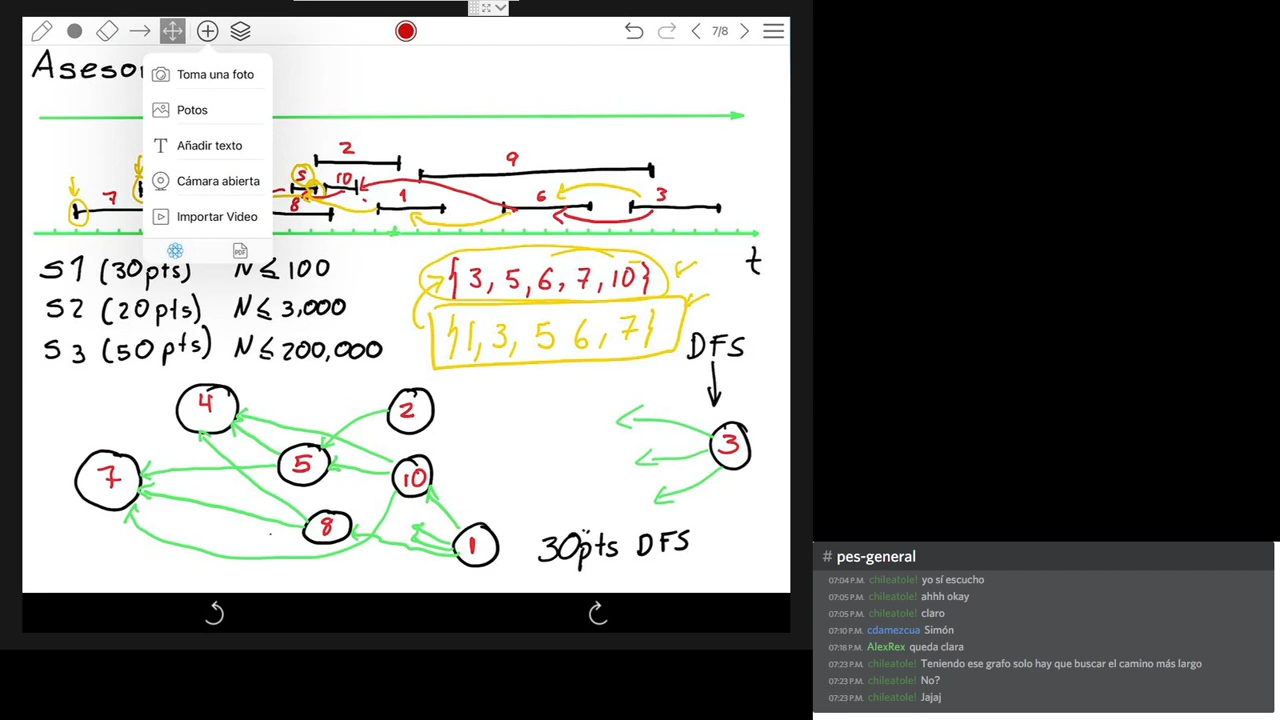 7/8
Aseso
Toma una foto
Potos
Añadir texto
Cámara abierta
Importar Video
PDF
2
9
5
10
7
8
1
6
3
t
S1 (30pts) N ≤ 100
S2 (20pts) N ≤ 3,000
S3 (50pts) N ≤ 200,000
{3, 5, 6, 7, 10}
{1, 3, 5 6, 7}
DFS
4
2
3
5
7
10
8
1
30pts DFS
# pes-general
07:04 P.M. chileatole! yo sí escucho
07:05 P.M. chileatole! ahhh okay
07:05 P.M. chileatole! claro
07:10 P.M. cdamezcua Simón
07:18 P.M. AlexRex queda clara
07:23 P.M. chileatole! Teniendo ese grafo solo hay que buscar el camino más largo
07:23 P.M. chileatole! No?
07:23 P.M. chileatole! Jajaj